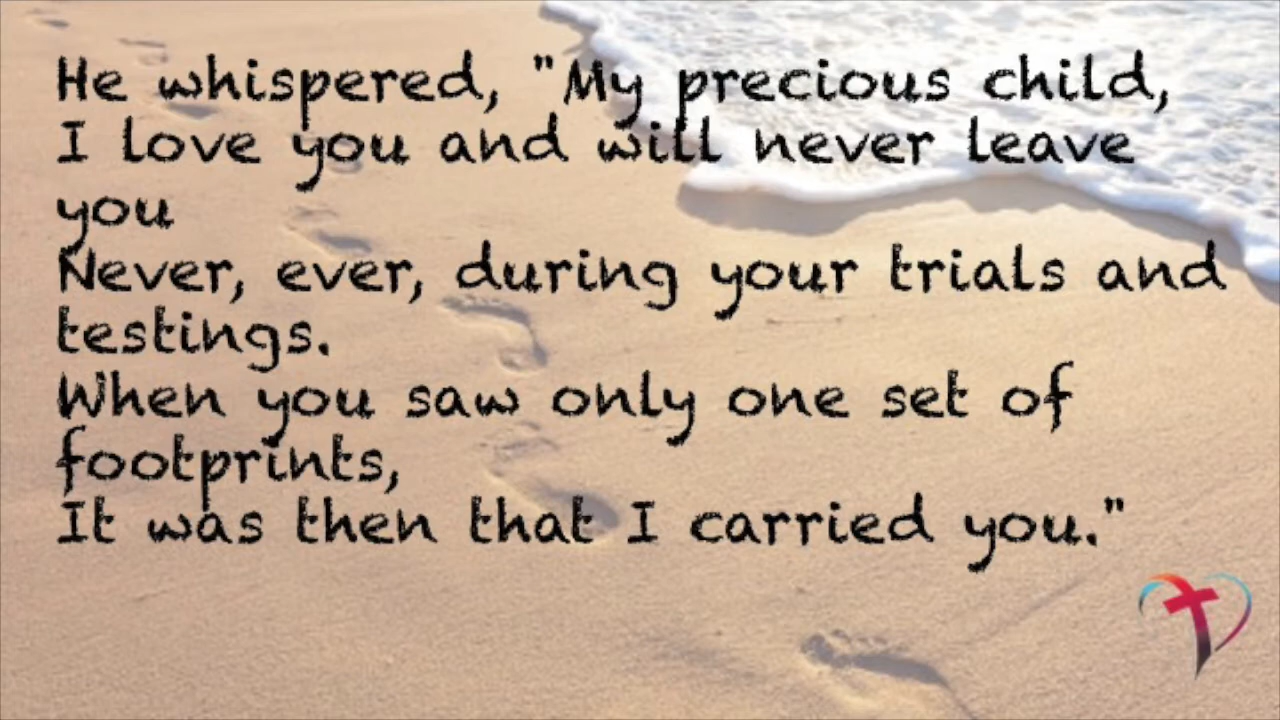 He whispered, "My precious child,
I love you and will never leave
you
Never, ever, during your trials and
testings.
When you saw only one set of
footprints,
It was then that I carried you."